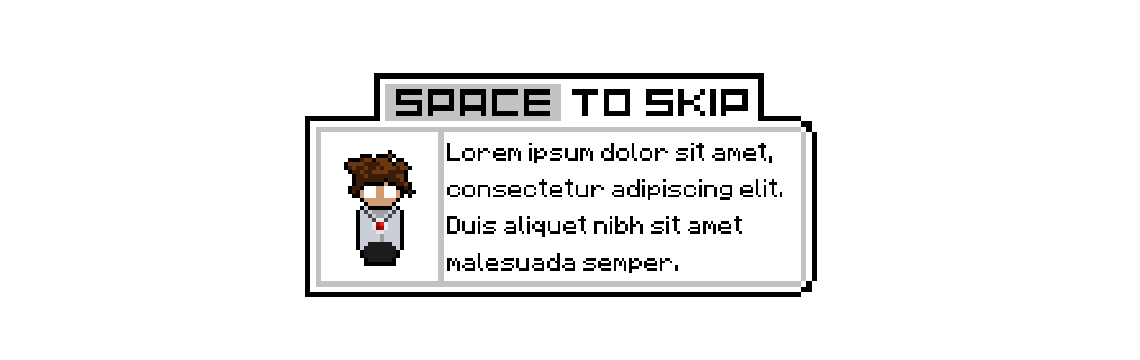 SPACE TO SKIP
Lorem ipsum dolor sit amet,
consectetur adipiscing elit.
Duis aliquet nibh sit amet
malesuada semper.